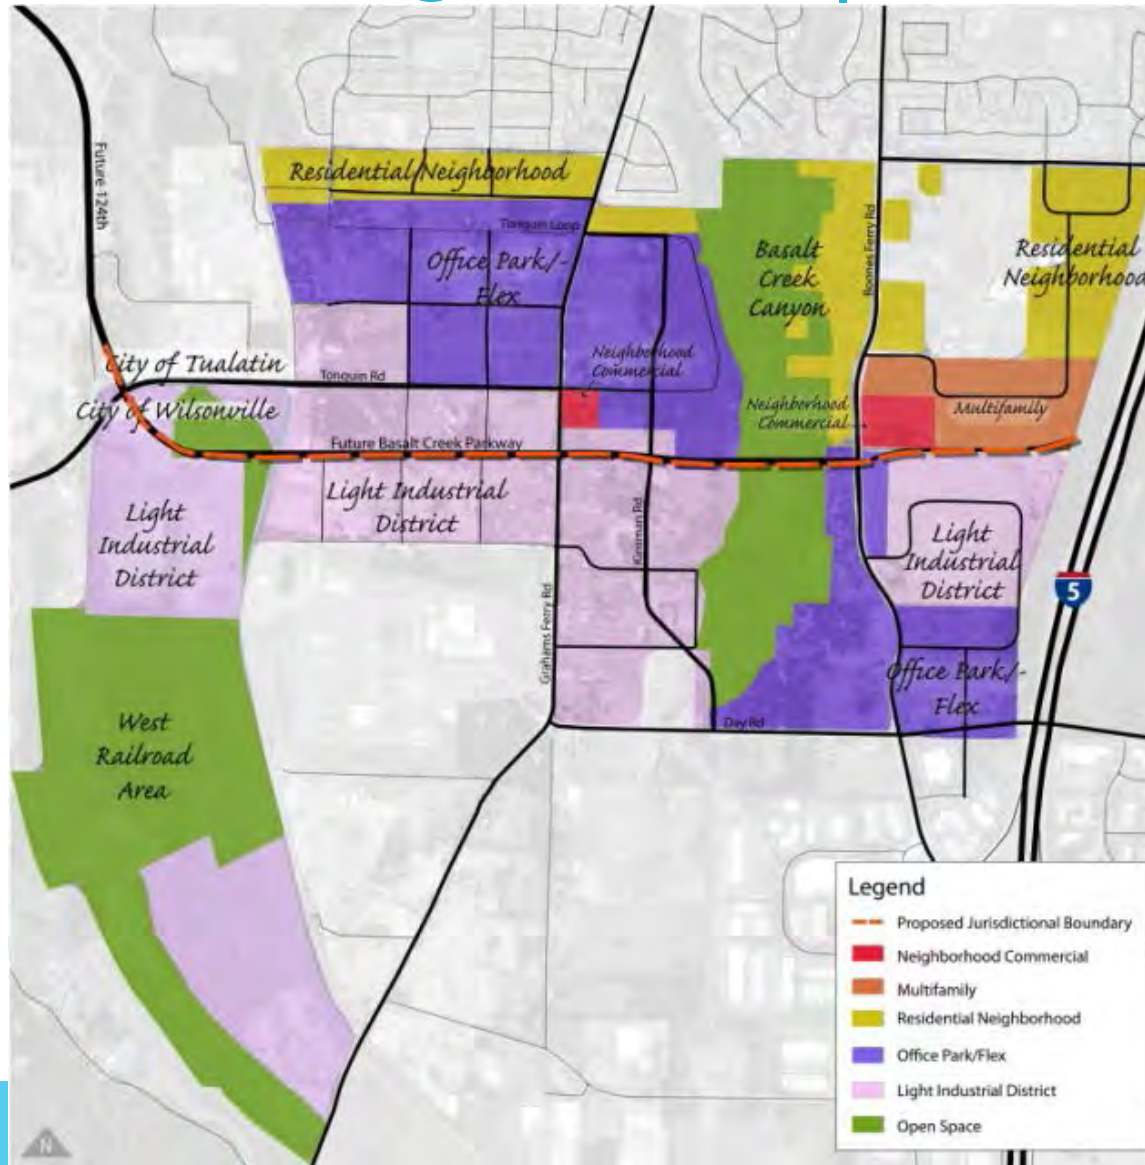 Future 124th
Residential Neighborhood
Tonquin Loop
Office Park/-
Flex
Basalt
Creek
Canyon
Boones Ferry Rd
Residential
Neighborhood
City of Tualatin
City of Wilsonville
Tonquin Rd
Neighborhood
Commercial
Neighborhood
Commercial
Multifamily
Future Basalt Creek Parkway
Light
Industrial
District
Light Industrial
District
Kinsman Rd
Light
Industrial
District
5
Grahams Ferry Rd
Office Park/-
Flex
Day Rd
West
Railroad
Area
Legend
Proposed Jurisdictional Boundary
Neighborhood Commercial
Multifamily
Residential Neighborhood
Office Park/Flex
Light Industrial District
Open Space
N